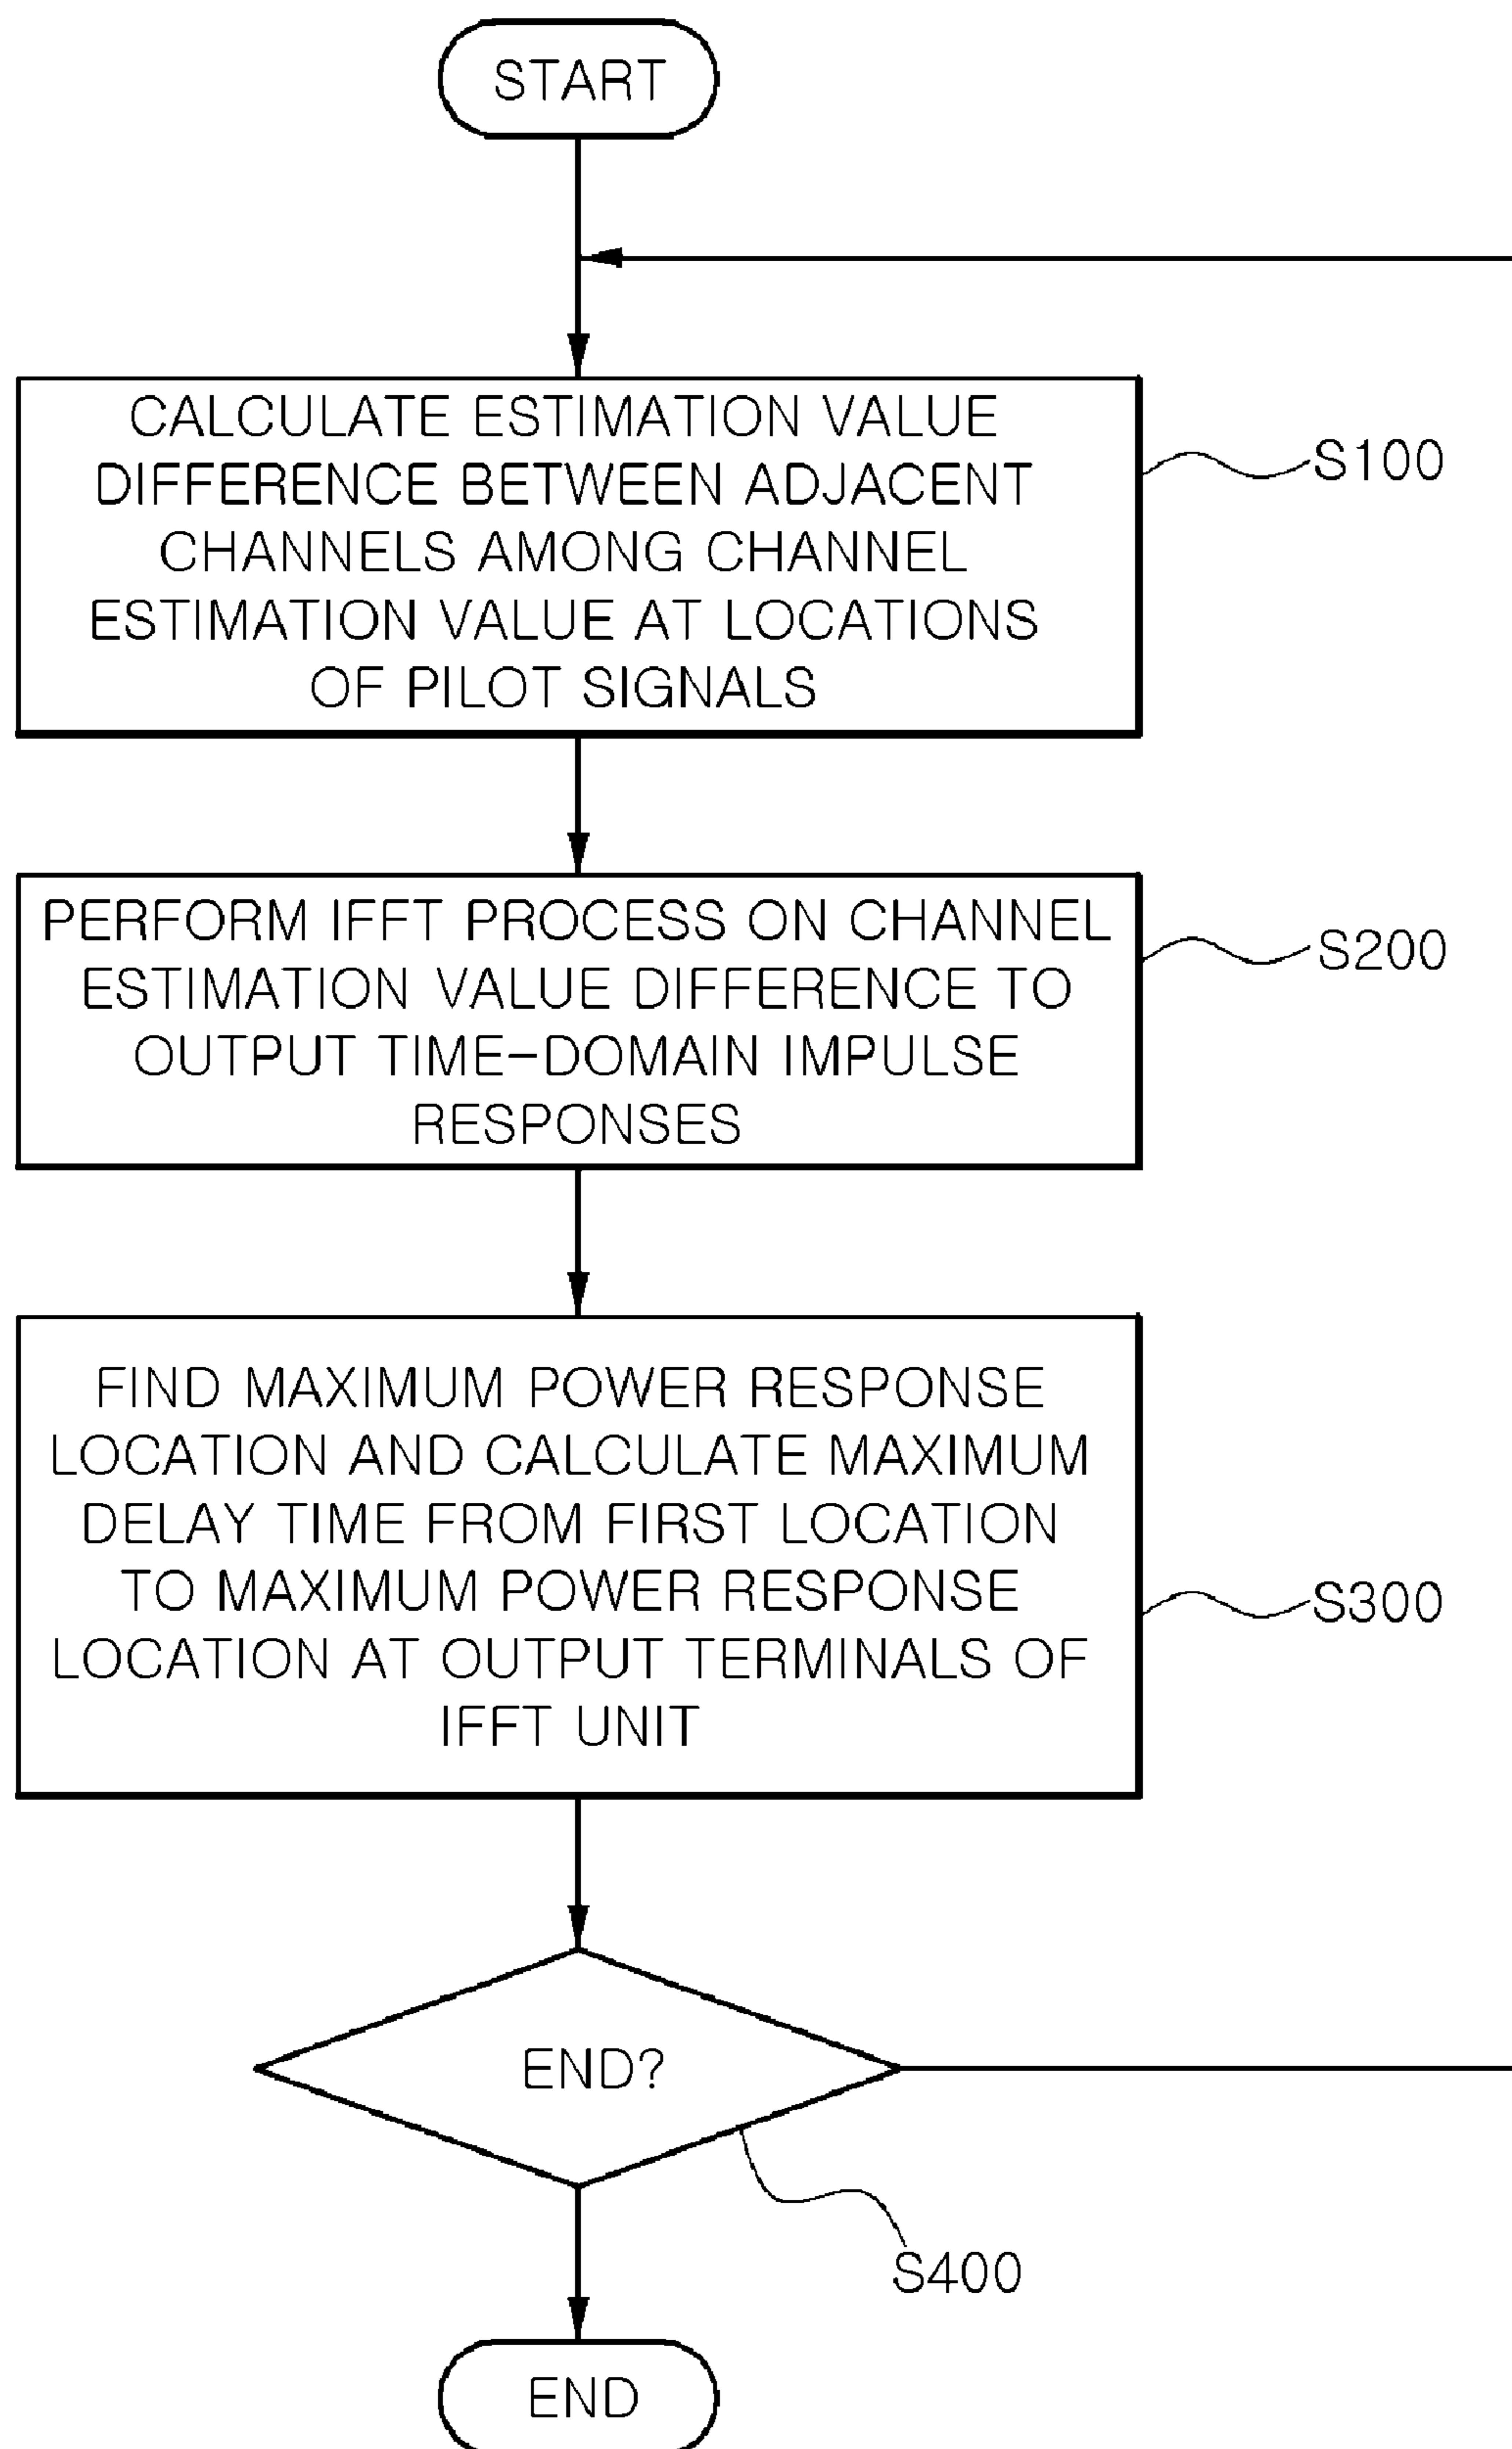 START
CALCULATE ESTIMATION VALUE
DIFFERENCE BETWEEN ADJACENT
CHANNELS AMONG CHANNEL
ESTIMATION VALUE AT LOCATIONS
OF PILOT SIGNALS
S100
PERFORM IFFT PROCESS ON CHANNEL
ESTIMATION VALUE DIFFERENCE TO
OUTPUT TIME-DOMAIN IMPULSE
RESPONSES
S200
FIND MAXIMUM POWER RESPONSE
LOCATION AND CALCULATE MAXIMUM
DELAY TIME FROM FIRST LOCATION
TO MAXIMUM POWER RESPONSE
LOCATION AT OUTPUT TERMINALS OF
IFFT UNIT
S300
END?
S400
END